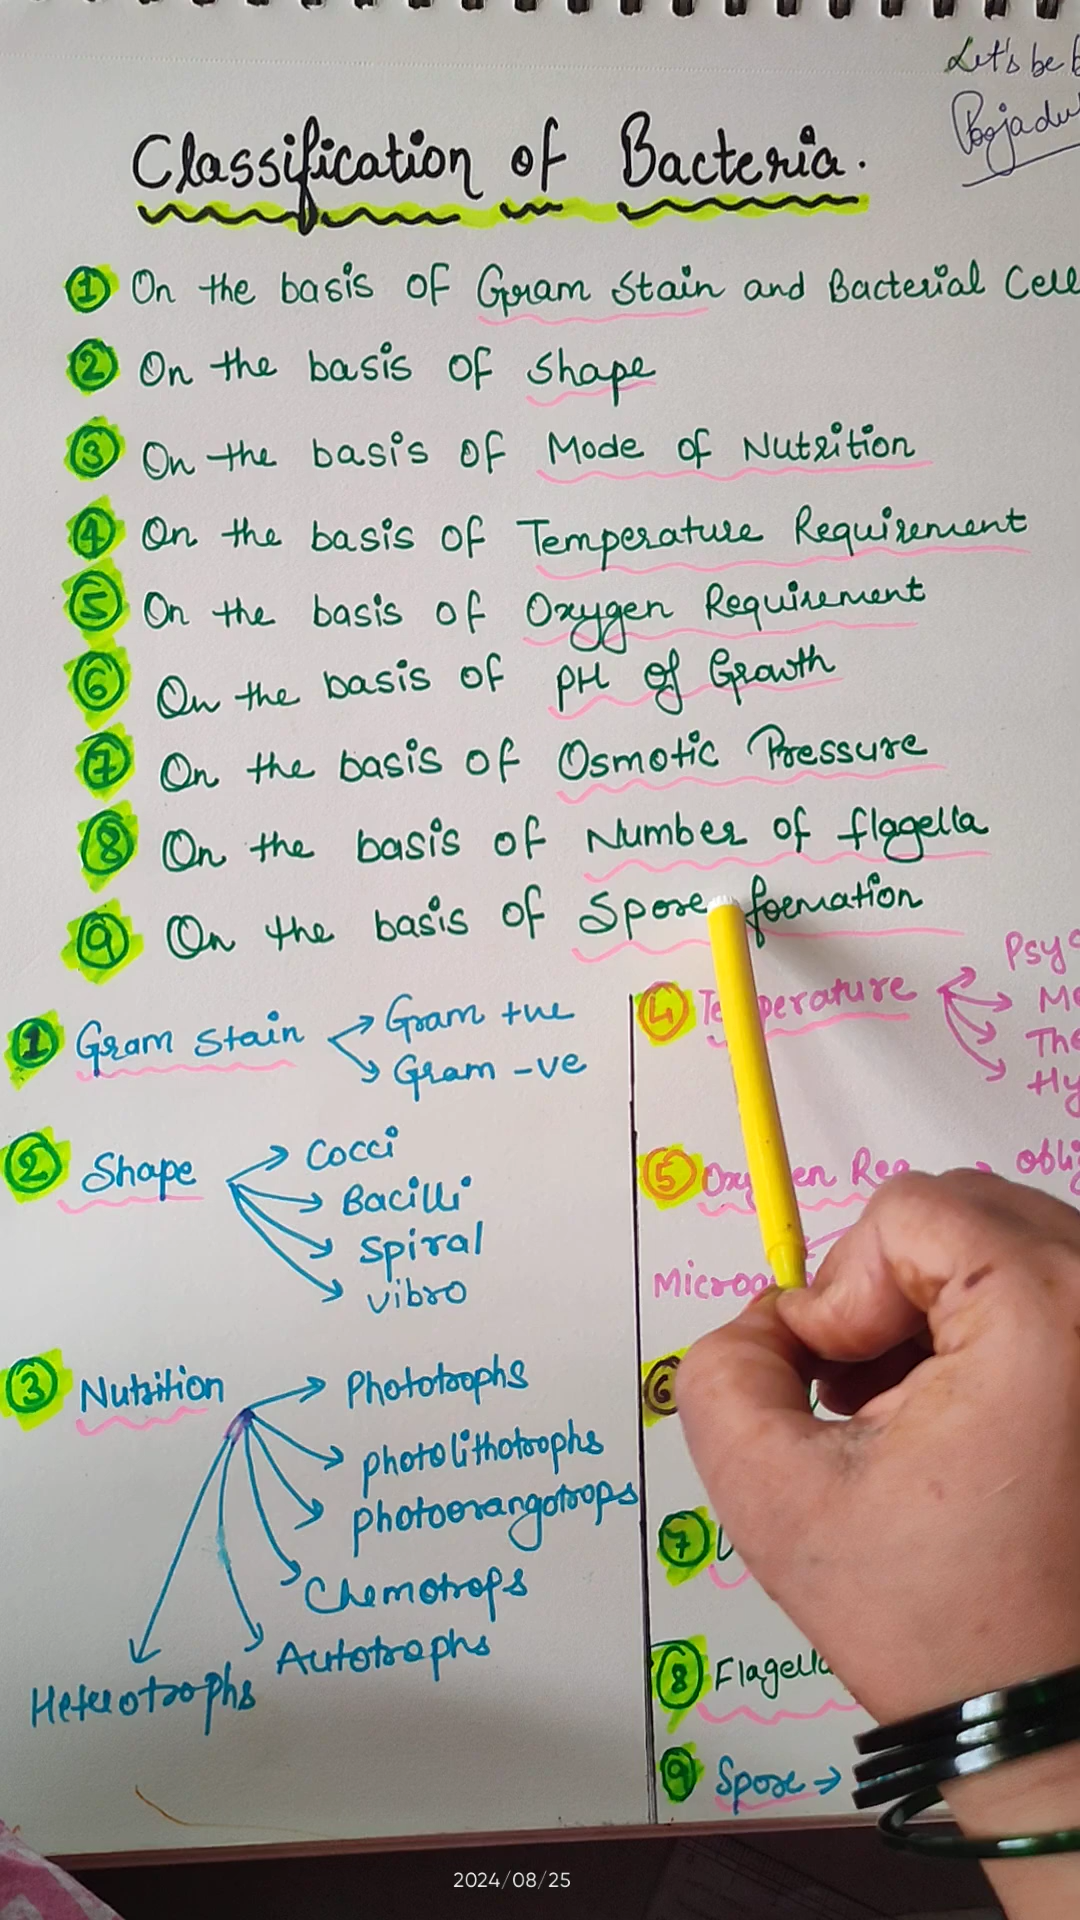 Let's be
Classification of Bacteria.
1 On the basis of Gram Stain and Bacterial Cell
2 On the basis of Shape
3 On the basis of Mode of Nutrition
4 On the basis of Temperature Requirement
5 On the basis of Oxygen Requirement
6 On the basis of PH of Growth
7 On the basis of Osmotic Pressure
8 On the basis of Number of flagella
9 On the basis of Spore formation
1 Gram Stain
Gram +ve
Gram -ve
2 Shape
Cocci
Bacilli
Spiral
Vibro
3 Nutrition
Phototrophs
photolithotrophs
photoorangotrops
Chemotrops
Autotrophs
Heterotrophs
4
5
6
7
8 Flagella
9 Spore
2024/08/25